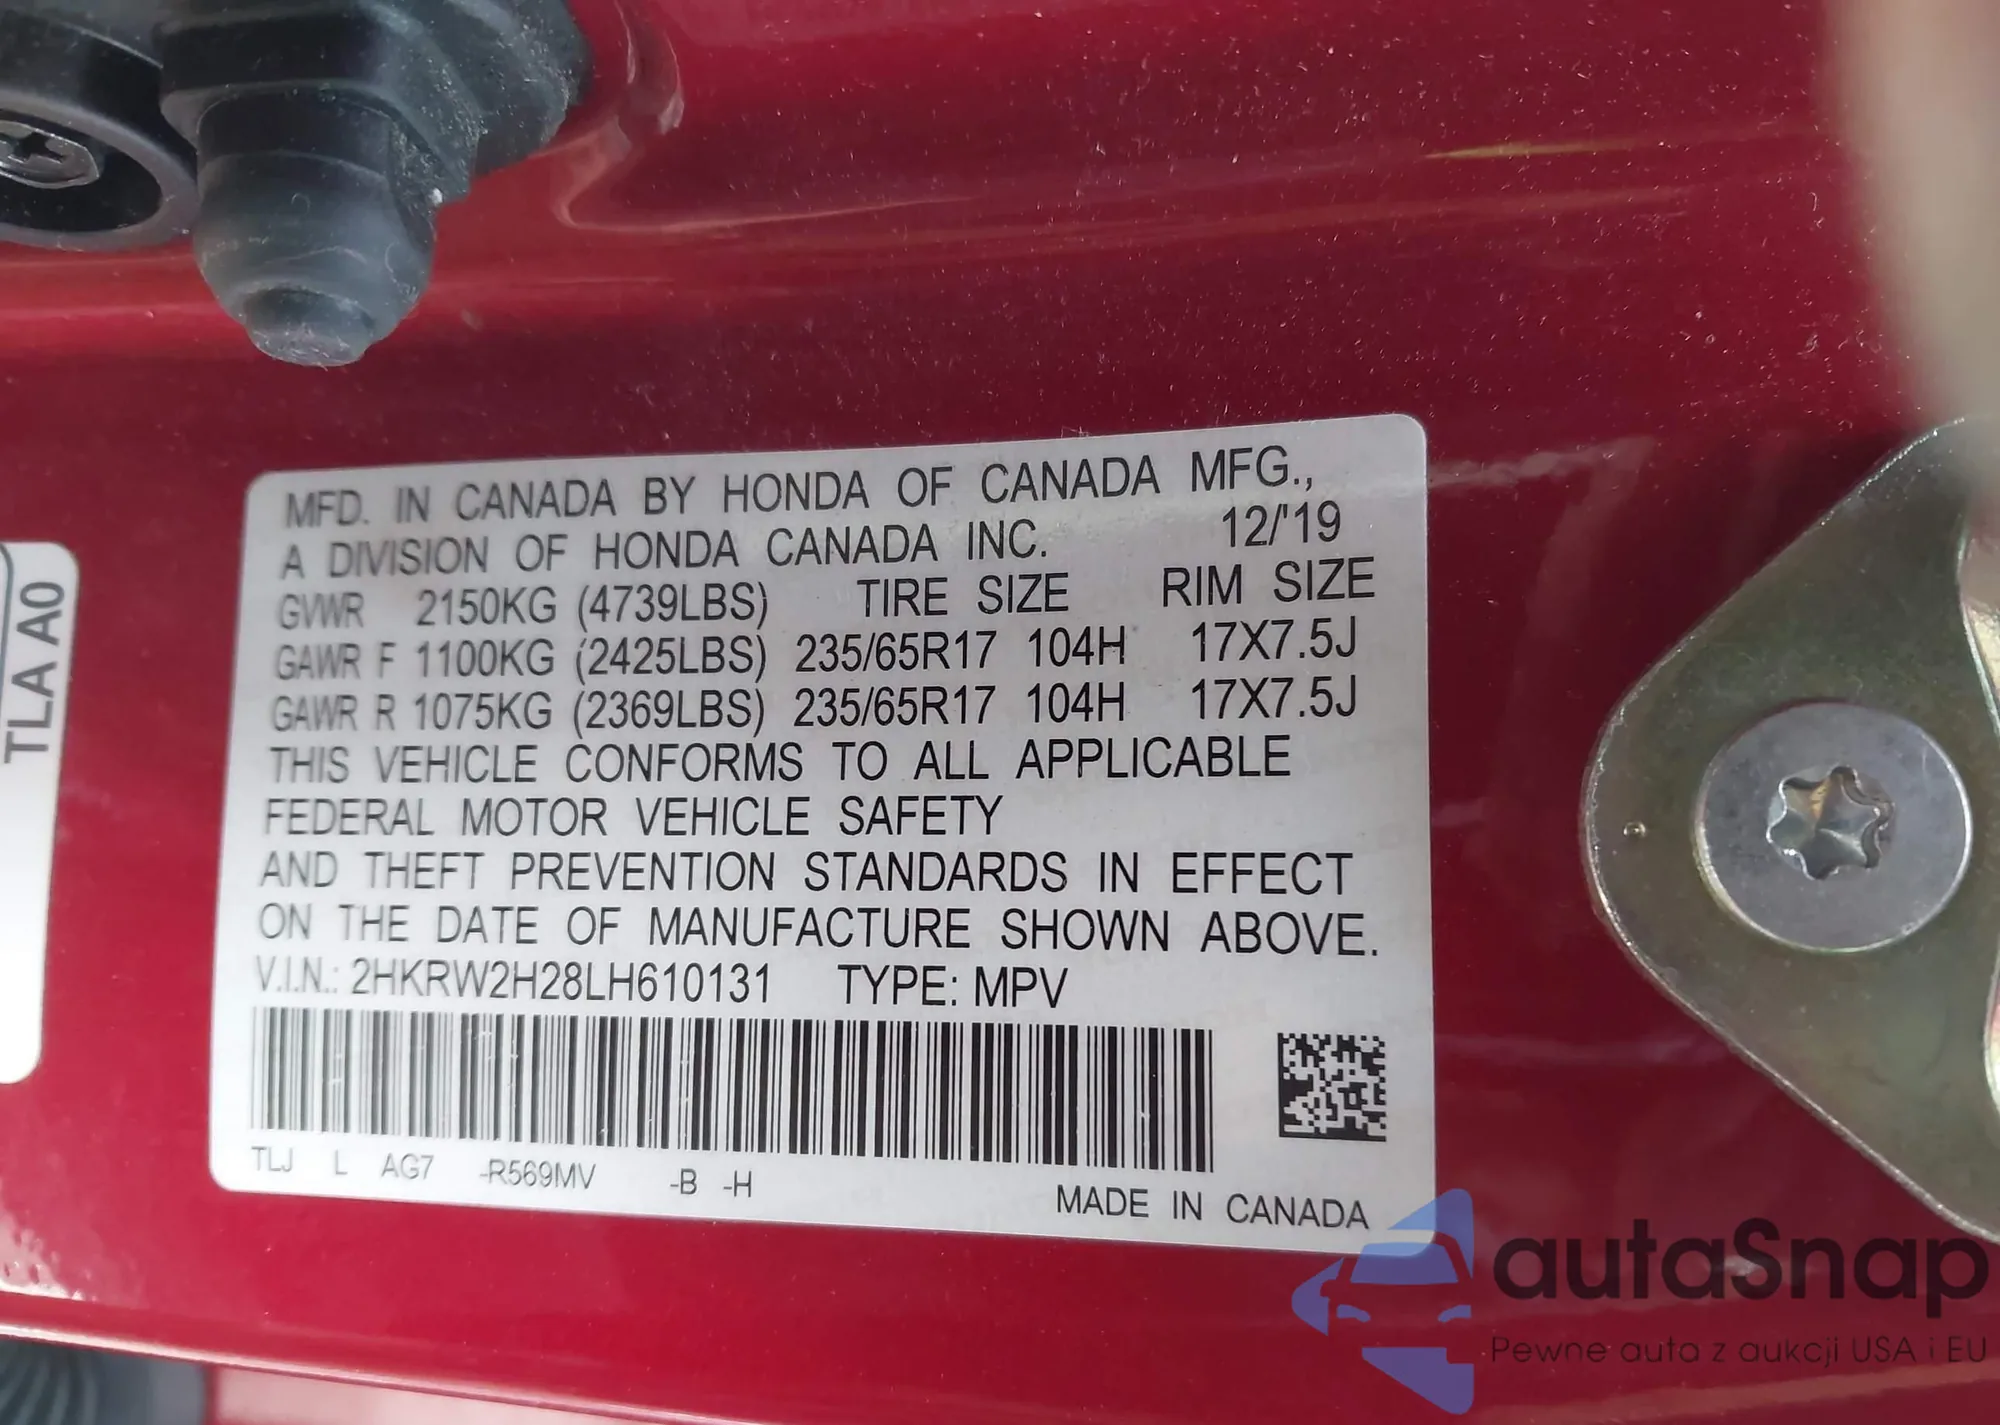 MFD. IN CANADA BY HONDA OF CANADA MFG.,
A DIVISION OF HONDA CANADA INC. 12/'19
GVWR 2150KG (4739LBS) TIRE SIZE RIM SIZE
GAWR F 1100KG (2425LBS) 235/65R17 104H 17X7.5J
GAWR R 1075KG (2369LBS) 235/65R17 104H 17X7.5J
THIS VEHICLE CONFORMS TO ALL APPLICABLE
FEDERAL MOTOR VEHICLE SAFETY
AND THEFT PREVENTION STANDARDS IN EFFECT
ON THE DATE OF MANUFACTURE SHOWN ABOVE.
V.I.N.: 2HKRW2H28LH610131 TYPE: MPV
TLJ L AG7 -R569MV -B -H
MADE IN CANADA
TLA A0
autaSnap
Pewne auta z aukcji USA i EU